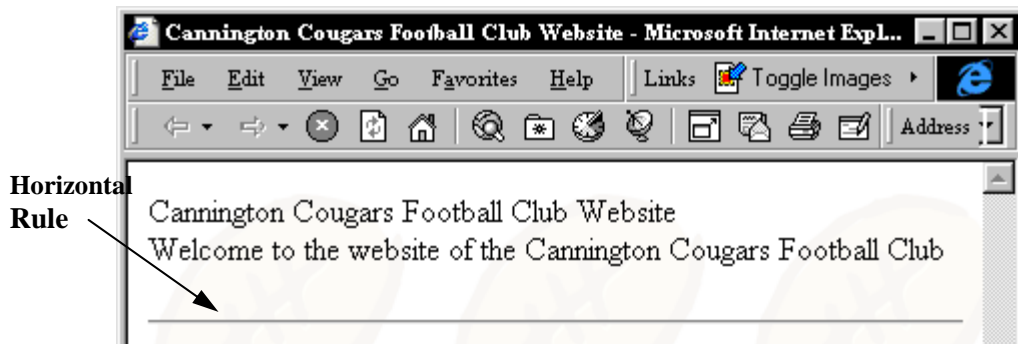 Cannington Cougars Football Club Website - Microsoft Internet Expl...
File Edit View Go Favorites Help Links Toggle Images
Address
Horizontal
Rule
Cannington Cougars Football Club Website
Welcome to the website of the Cannington Cougars Football Club